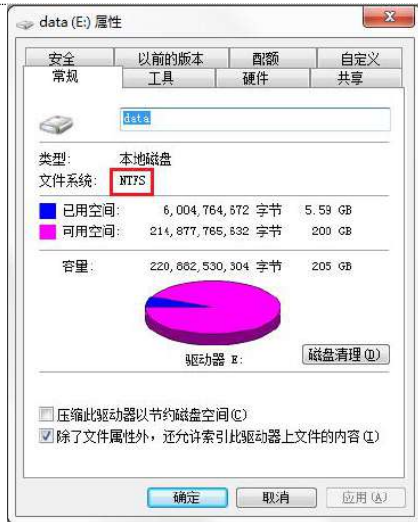 data (E:) 属性
安全 以前的版本 配额 自定义
常规 工具 硬件 共享
data
类型: 本地磁盘
文件系统: NTFS
已用空间: 6,004,764,672 字节 5.59 GB
可用空间: 214,877,765,632 字节 200 GB
容量: 220,882,530,304 字节 205 GB
驱动器 E: 磁盘清理(D)
压缩此驱动器以节约磁盘空间(C)
除了文件属性外，还允许索引此驱动器上文件的内容(I)
确定 取消 应用(A)